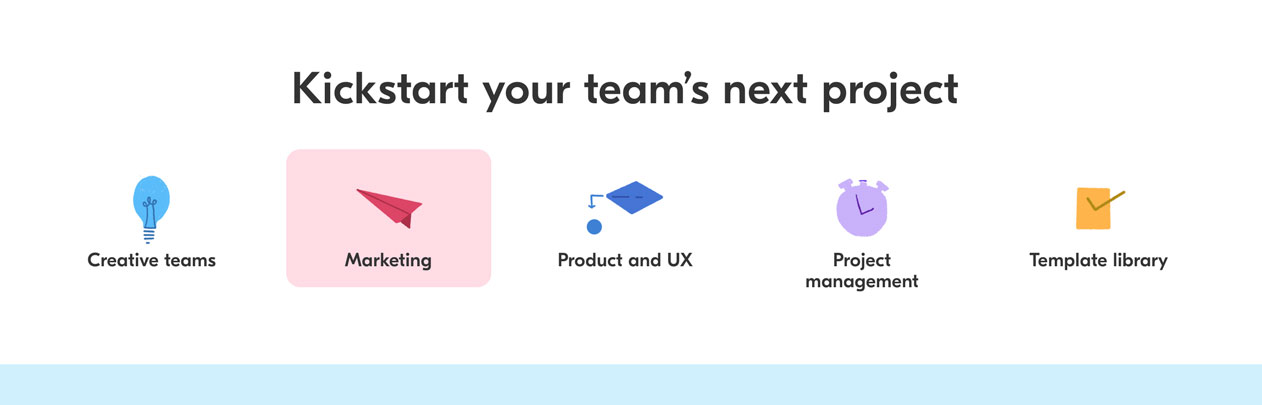 Kickstart your team’s next project
Creative teams
Marketing
Product and UX
Project
management
Template library